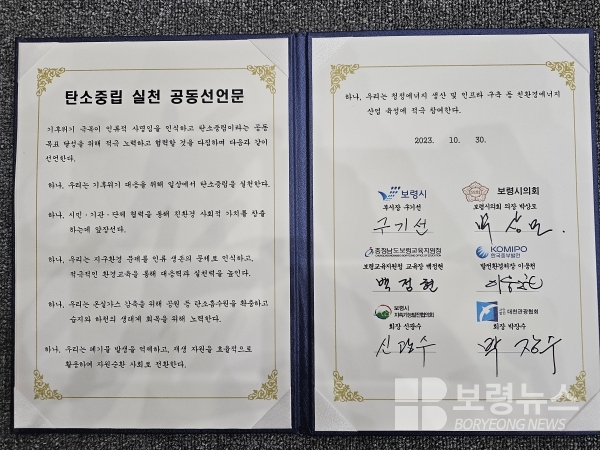 탄소중립 실천 공동선언문
기후위기 극복이 인류적 사명임을 인식하고 탄소중립이라는 공동
목표 달성을 위해 적극 노력하고 협력할 것을 다짐하며 다음과 같이
선언한다.
하나, 우리는 기후위기 대응을 위해 일상에서 탄소중립을 실천한다.
하나, 시민·기관·단체 협력을 통해 친환경 사회적 가치를 창출
하는데 앞장선다.
하나, 우리는 지구환경 문제를 인류 생존의 문제로 인식하고,
적극적인 환경교육을 통해 대응력과 실천력을 높인다.
하나, 우리는 온실가스 감축을 위해 공원 등 탄소흡수원을 확충하고
습지와 하천의 생태계 회복을 위해 노력한다.
하나, 우리는 폐기물 발생을 억제하고, 재생 자원을 효율적으로
활용하여 자원순환 사회로 전환한다.
하나, 우리는 청정에너지 생산 및 인프라 구축 등 친환경에너지
산업 육성에 적극 참여한다.
2023. 10. 30.
보령시
부시장 구기선
구기선
보령시의회
보령시의회 의장 박상모
박상모
충청남도보령교육지원청
보령교육지원청 교육장 백정현
백정현
KOMIPO
한국중부발전
발전환경처장 이동원
보령시
지속가능발전협의회
회장 신광수
신광수
대천관광협회
회장 박장수
박장수
보령뉴스
BORYEONG NEWS